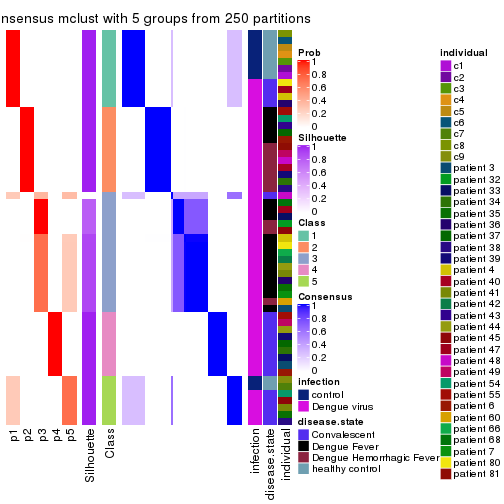 nsensus mclust with 5 groups from 250 partitions
Prob
1
0.8
0.6
0.4
0.2
0
Silhouette
1
0.8
0.6
0.4
0.2
0
Class
1
2
3
4
5
Consensus
1
0.8
0.6
0.4
0.2
0
infection
control
Dengue virus
disease.state
Convalescent
Dengue Fever
Dengue Hemorrhagic Fever
healthy control
individual
c1
c2
c3
c4
c5
c6
c7
c8
c9
patient 3
patient 32
patient 33
patient 34
patient 35
patient 36
patient 37
patient 38
patient 39
patient 4
patient 40
patient 41
patient 42
patient 43
patient 44
patient 45
patient 47
patient 48
patient 49
patient 54
patient 55
patient 6
patient 60
patient 66
patient 68
patient 7
patient 80
patient 81
p1
p2
p3
p4
p5
Silhouette
Class
infection
disease.state
individual